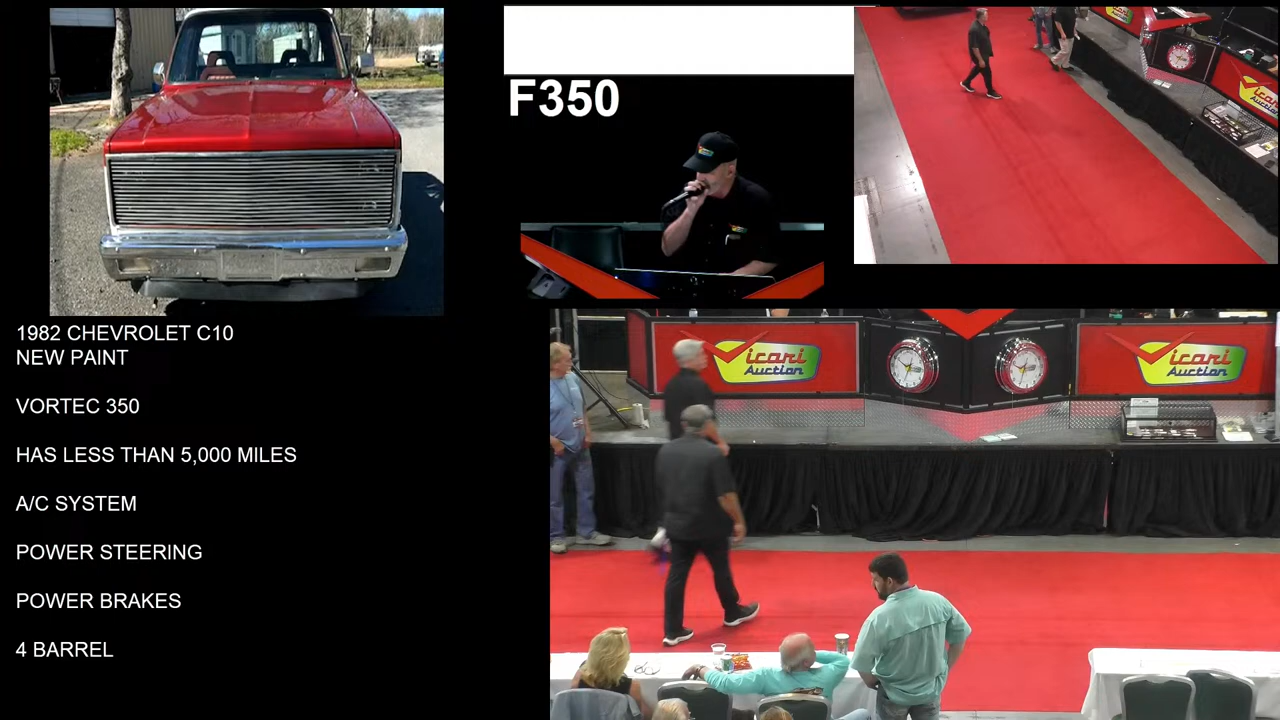 F350
1982 CHEVROLET C10
NEW PAINT
VORTEC 350
HAS LESS THAN 5,000 MILES
A/C SYSTEM
POWER STEERING
POWER BRAKES
4 BARREL
Vicari
Auction
Vicari
Auction